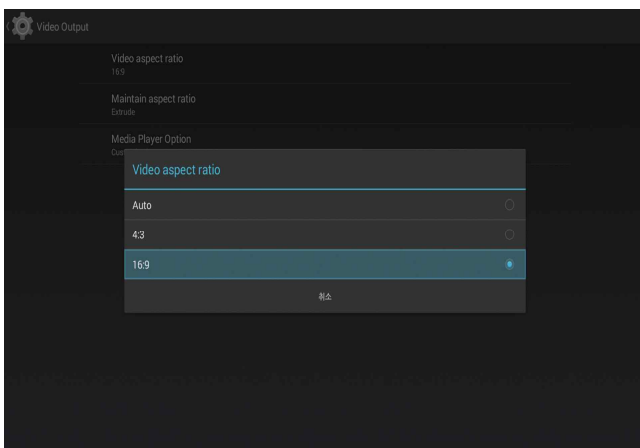 Video Output
Video aspect ratio
16:9
Maintain aspect ratio
Extrude
Media Player Option
Video aspect ratio
Auto
4:3
16:9
취소